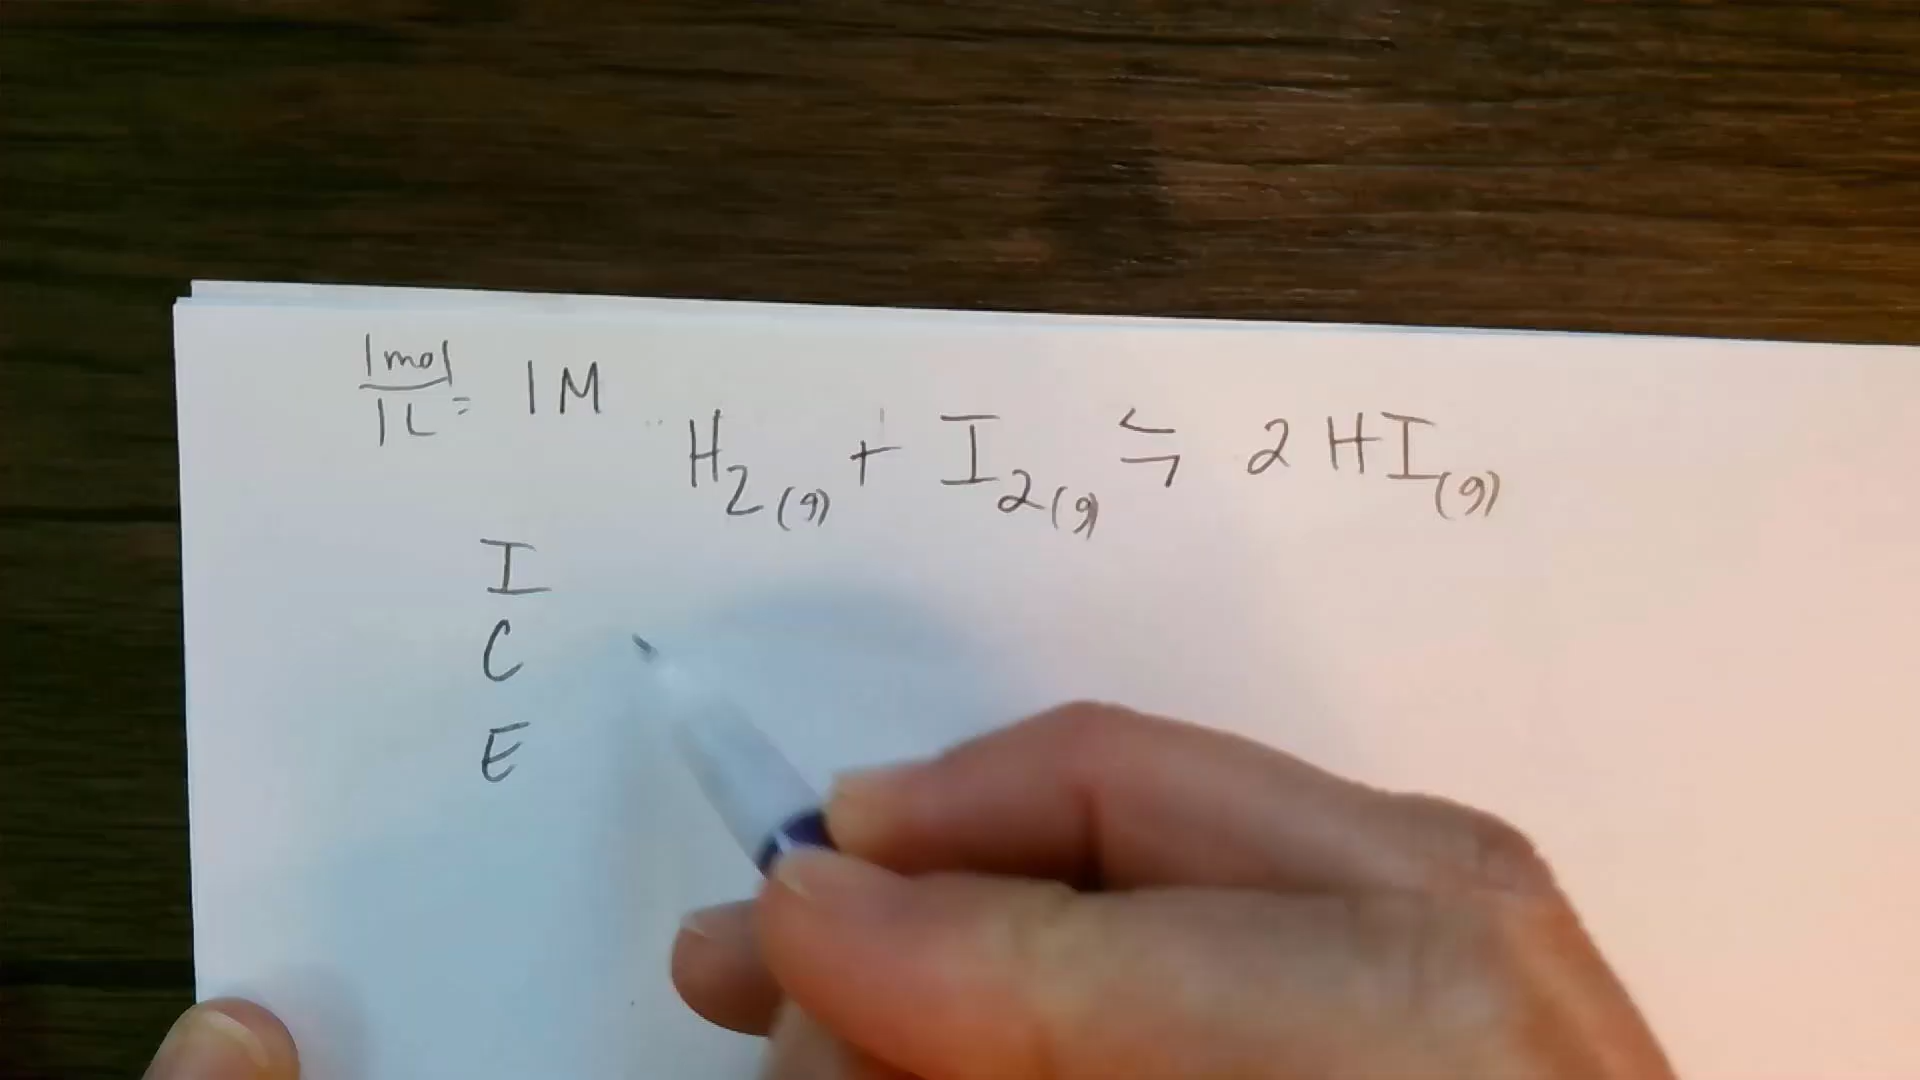 1mol
1L = 1M
H2(g) + I2(g) ⇆ 2HI(g)
I
C
E